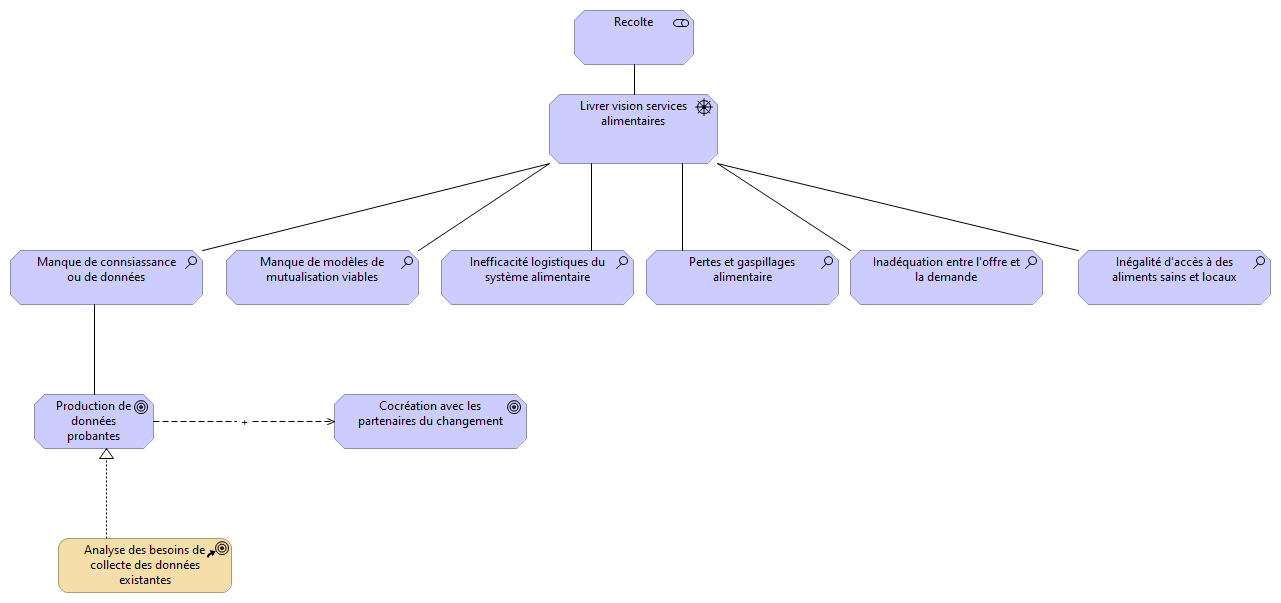 Recolte
Livrer vision services
alimentaires
Manque de connsiassance
ou de données
Manque de modèles de
mutualisation viables
Inefficacité logistiques du
système alimentaire
Pertes et gaspillages
alimentaire
Inadéquation entre l'offre et
la demande
Inégalité d'accès à des
aliments sains et locaux
Production de
données
probantes
+
Cocréation avec les
partenaires du changement
Analyse des besoins de
collecte des données
existantes